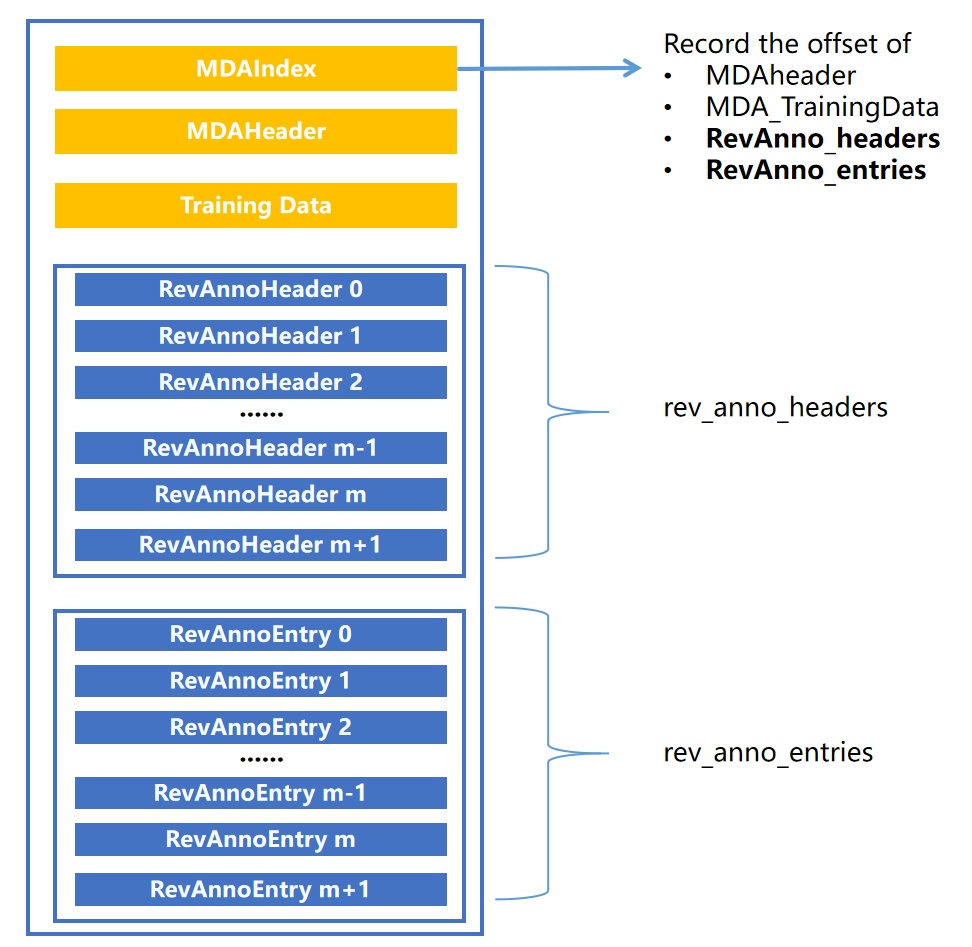 MDAIndex
MDAHeader
Training Data
Record the offset of
• MDAheader
• MDA_TrainingData
• RevAnno_headers
• RevAnno_entries
RevAnnoHeader 0
RevAnnoHeader 1
RevAnnoHeader 2
......
RevAnnoHeader m-1
RevAnnoHeader m
RevAnnoHeader m+1
rev_anno_headers
RevAnnoEntry 0
RevAnnoEntry 1
RevAnnoEntry 2
......
RevAnnoEntry m-1
RevAnnoEntry m
RevAnnoEntry m+1
rev_anno_entries